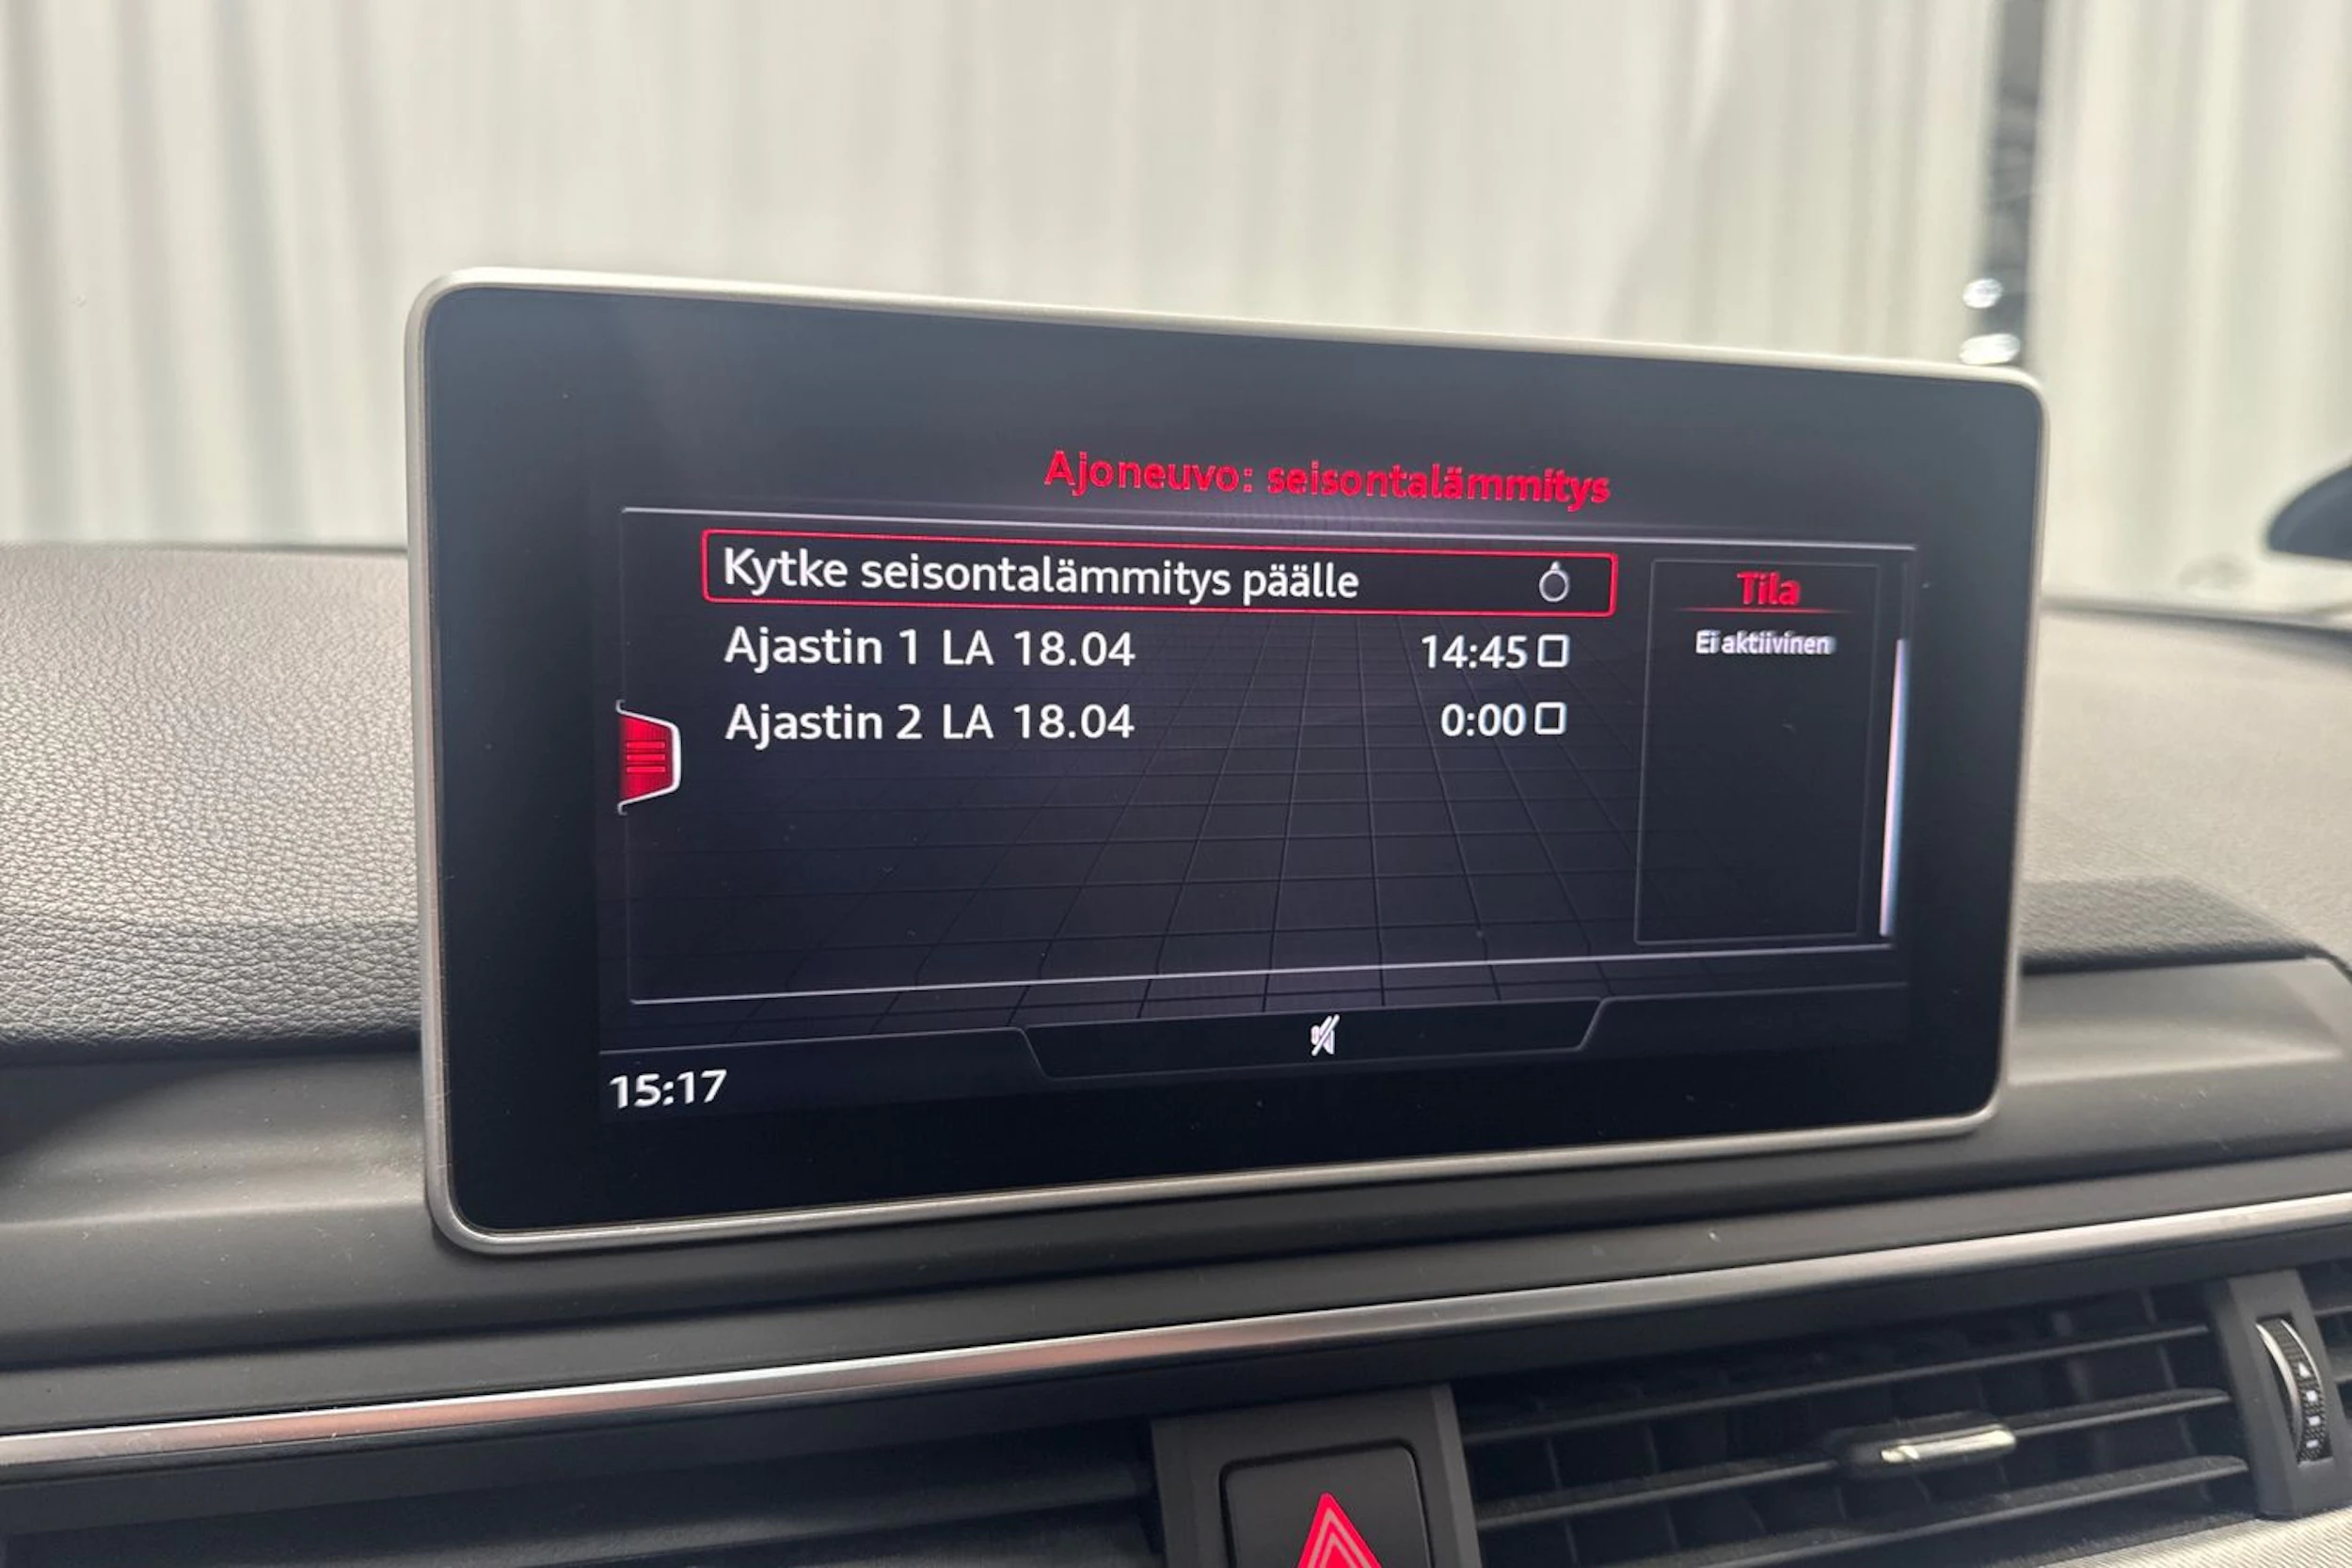 Ajoneuvo: seisontalämmitys
Kytke seisontalämmitys päälle
Ajastin 1 LA 18.04 14:45
Ajastin 2 LA 18.04 0:00
Tila
Ei aktiivinen
15:17